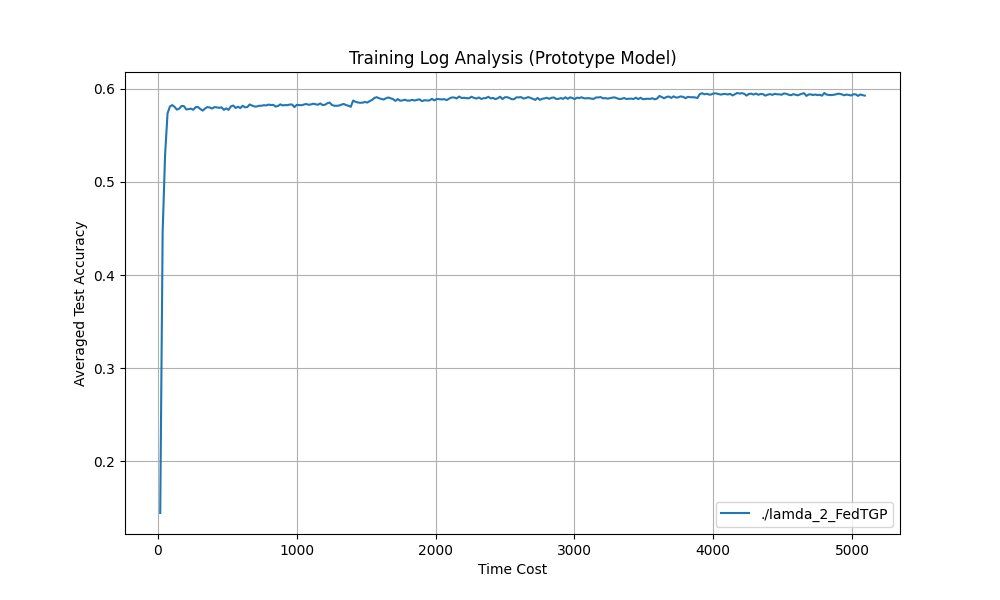 Training Log Analysis (Prototype Model)
0.6
0.5
0.4
0.3
0.2
Averaged Test Accuracy
0 1000 2000 3000 4000 5000
Time Cost
./lamda_2_FedTGP